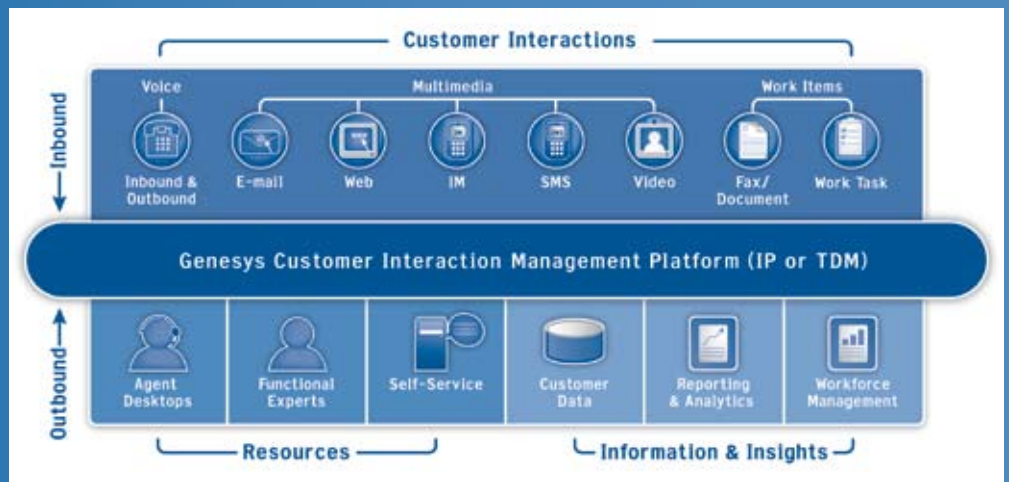 Customer Interactions
Inbound
Voice
Multimedia
Work Items
Inbound &
Outbound
E-mail
Web
IM
SMS
Video
Fax/
Document
Work Task
Genesys Customer Interaction Management Platform (IP or TDM)
Outbound
Agent
Desktops
Functional
Experts
Self-Service
Customer
Data
Reporting
& Analytics
Workforce
Management
Resources
Information & Insights